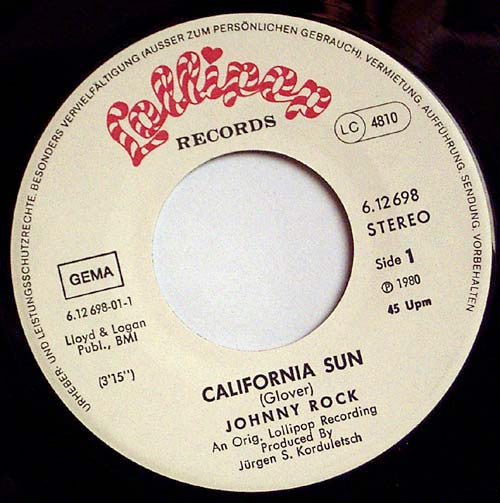 URHEBER- UND LEISTUNGSSCHUTZRECHTE, BESONDERS VERVIELFÄLTIGUNG (AUSSER ZUM PERSÖNLICHEN GEBRAUCH), VERMIETUNG, AUFFÜHRUNG, SENDUNG, VORBEHALTEN
Lollipop
RECORDS
LC 4810
6.12698
STEREO
Side 1
℗ 1980
45 Upm
GEMA
6.12 698-01-1
Lloyd & Logan
Publ., BMI
(3'15")
CALIFORNIA SUN
(Glover)
JOHNNY ROCK
An Orig. Lollipop Recording
Produced By
Jürgen S. Korduletsch